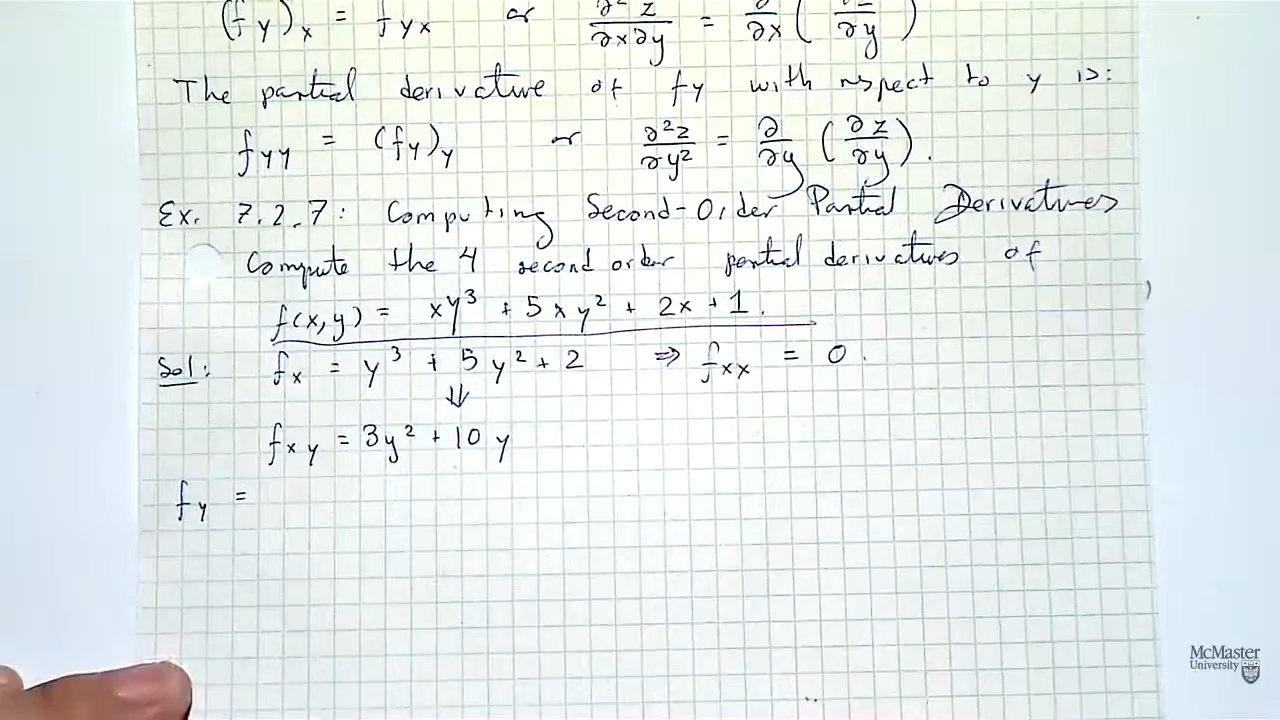 (fy)x = fyx or ∂²z/∂x∂y = ∂/∂x (∂z/∂y)
The partial derivative of fy with respect to y is:
fyy = (fy)y or ∂²z/∂y² = ∂/∂y (∂z/∂y).
Ex. 7.2.7: Computing Second-Order Partial Derivatives
Compute the 4 second order partial derivatives of
f(x,y) = xy³ + 5xy² + 2x + 1.
Sol: fx = y³ + 5y² + 2 ⇒ fxx = 0.
⇓
fxy = 3y² + 10y
fy =
McMaster
University